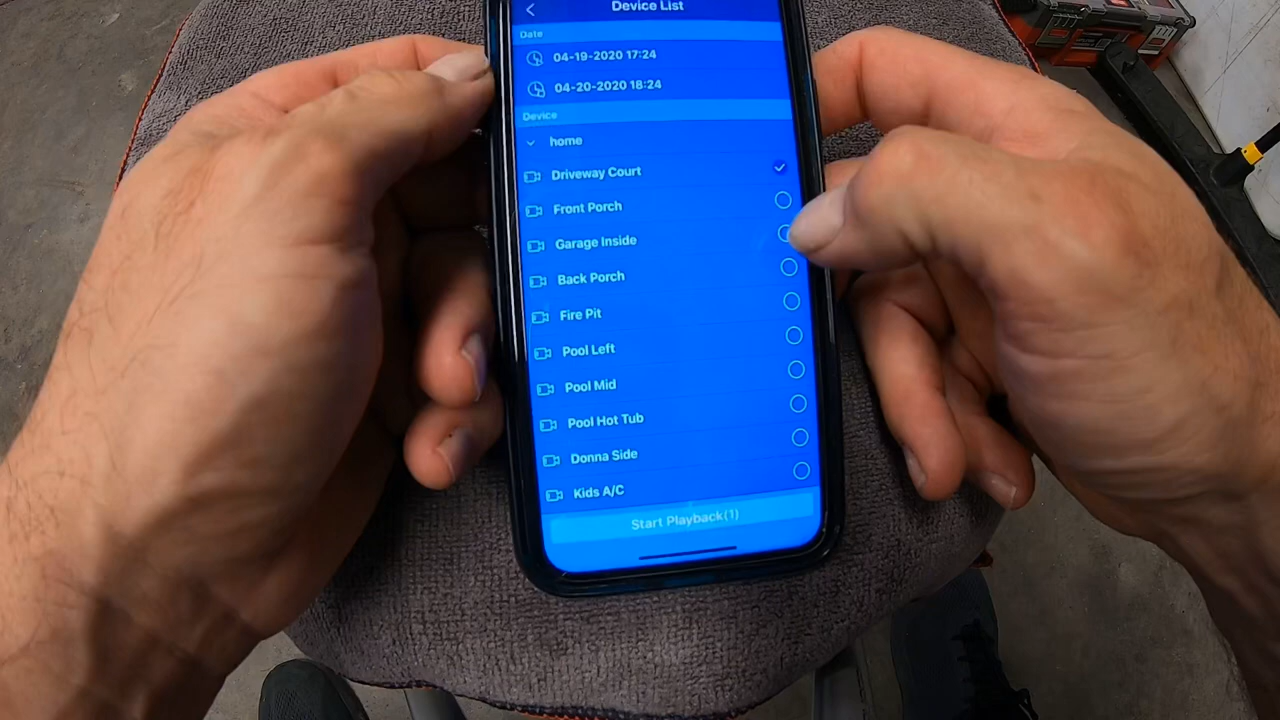 Device List
Date
04-19-2020 17:24
04-20-2020 18:24
Device
home
Driveway Court
Front Porch
Garage Inside
Back Porch
Fire Pit
Pool Left
Pool Mid
Pool Hot Tub
Donna Side
Kids A/C
Start Playback(1)